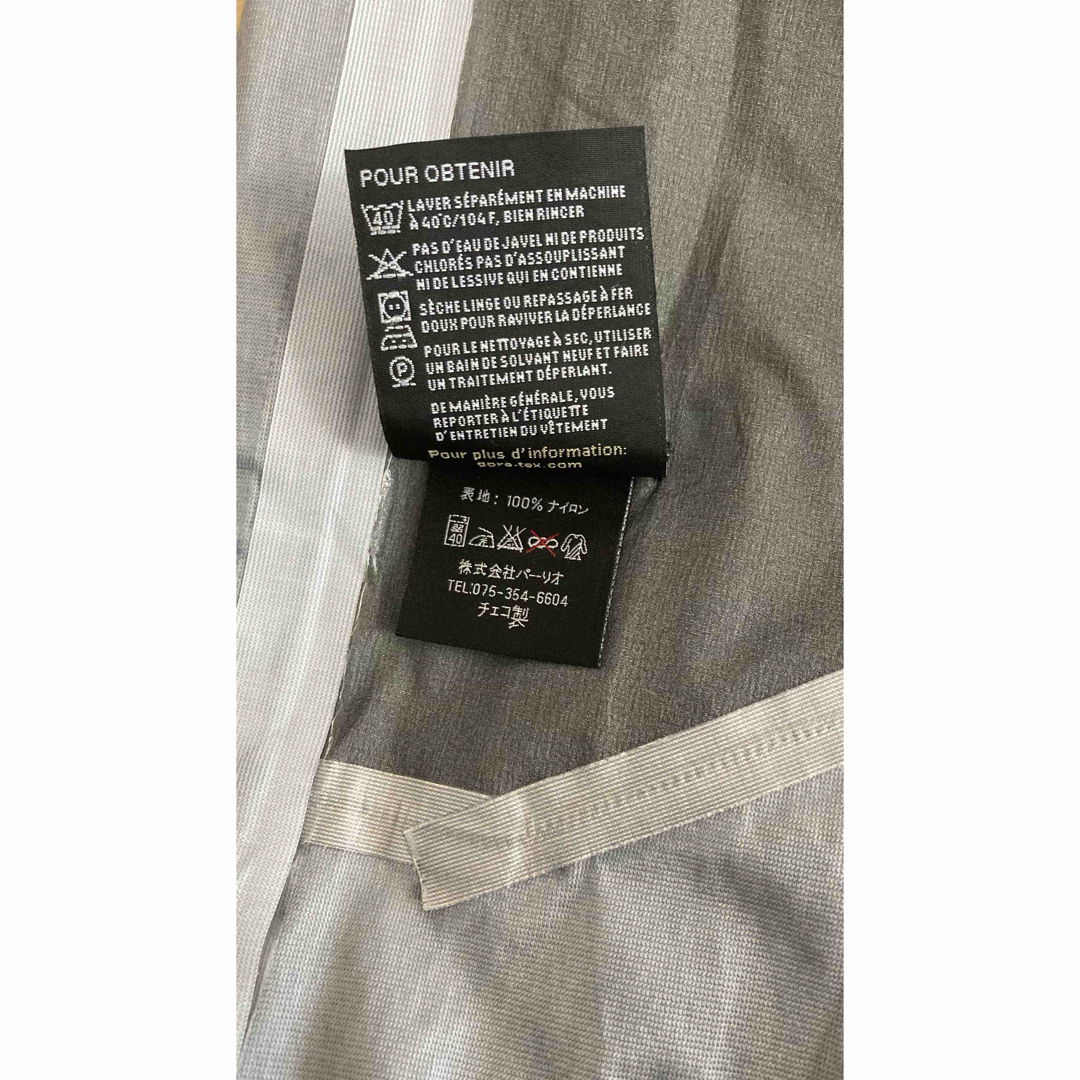 POUR OBTENIR
40
LAVER SÉPARÉMENT EN MACHINE
À 40°C/104 F, BIEN RINCER
PAS D'EAU DE JAVEL NI DE PRODUITS
CHLORÉS PAS D'ASSOUPLISSANT
NI DE LESSIVE QUI EN CONTIENNE
SÈCHE LINGE OU REPASSAGE À FER
DOUX POUR RAVIVER LA DÉPERLANCE
P
POUR LE NETTOYAGE À SEC, UTILISER
UN BAIN DE SOLVANT NEUF ET FAIRE
UN TRAITEMENT DÉPERLANT.
DE MANIÈRE GÉNÉRALE, VOUS
REPORTER À L'ÉTIQUETTE
D'ENTRETIEN DU VÊTEMENT
Pour plus d'information:
gore-tex.com
表地: 100% ナイロン
40
株式会社パーリオ
TEL:075-354-6604
チェコ製